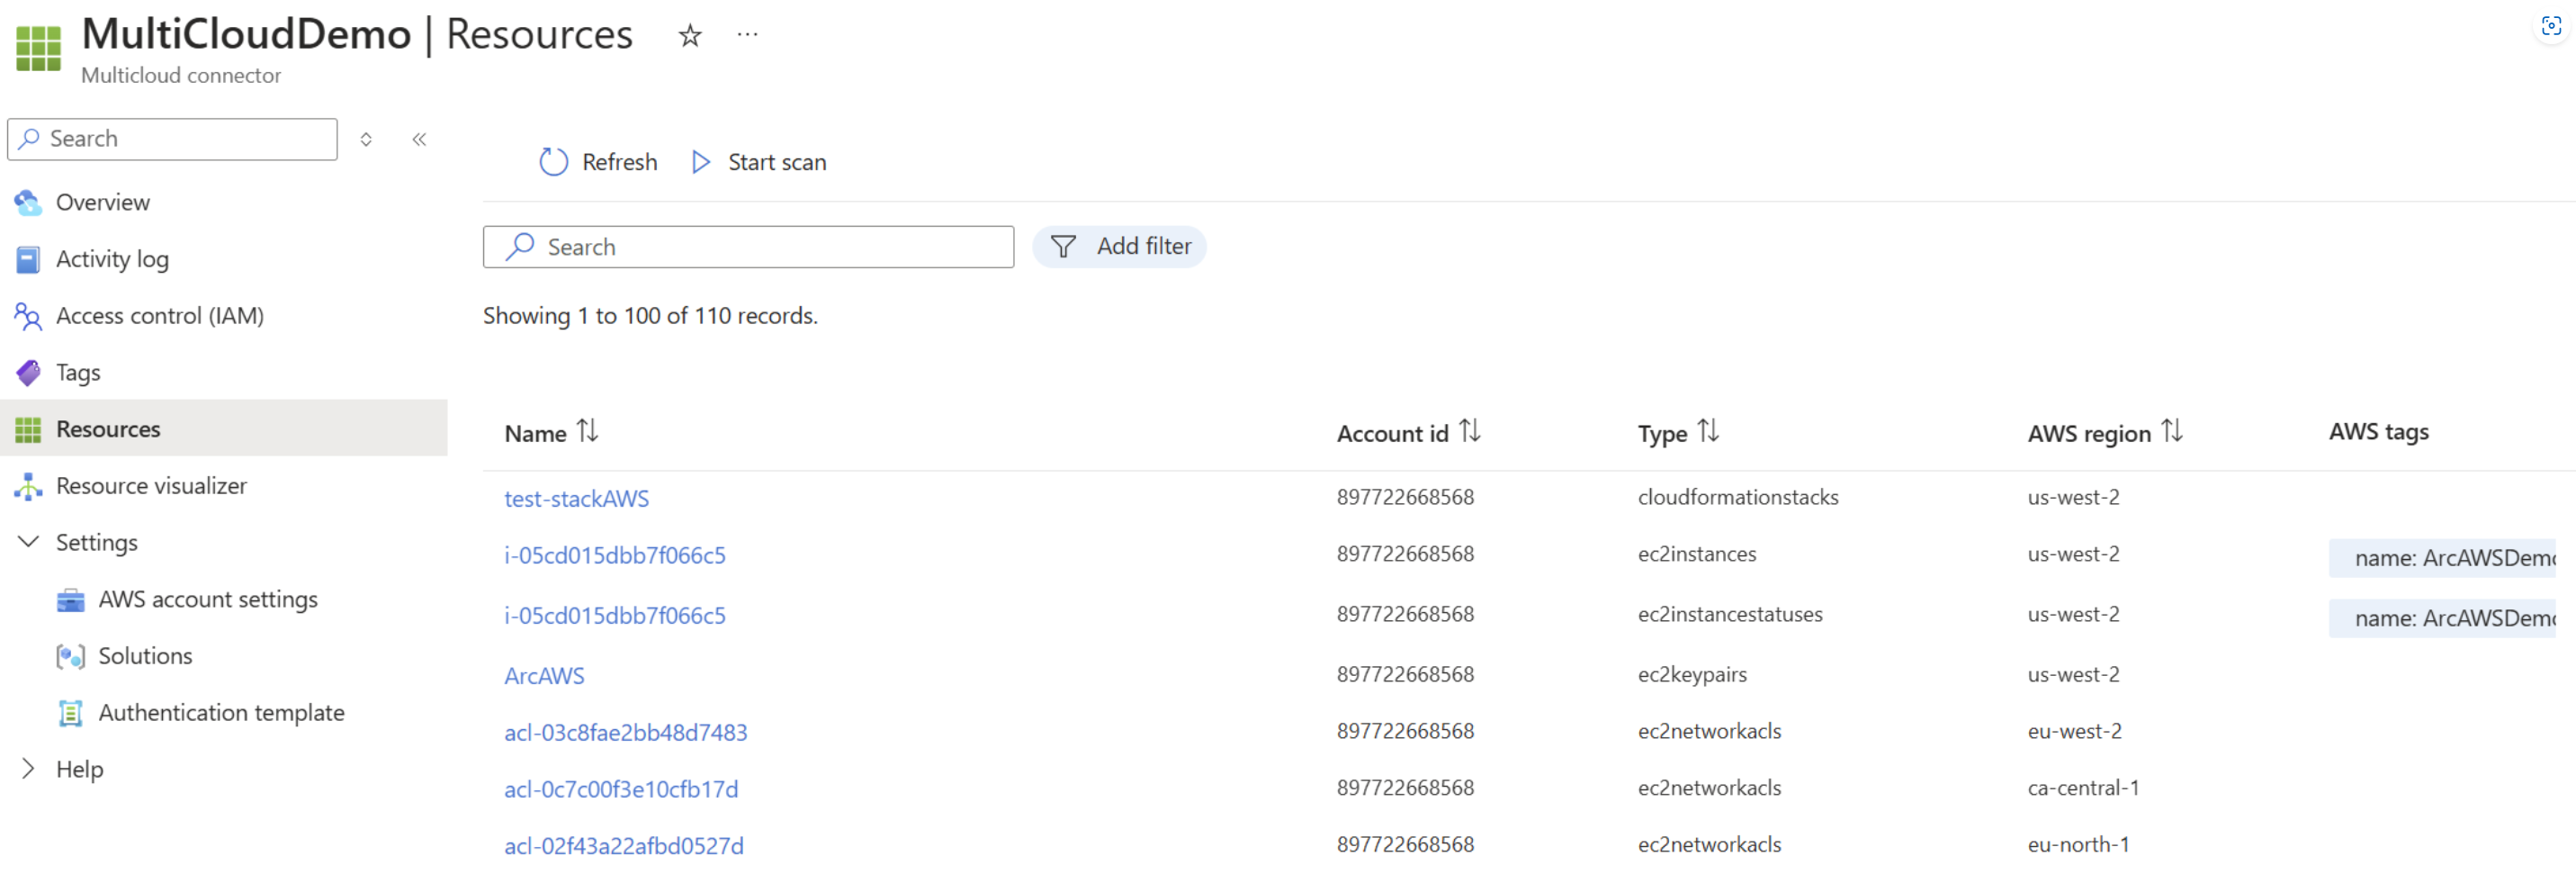 MultiCloudDemo | Resources
Multicloud connector
Search
Overview
Activity log
Access control (IAM)
Tags
Resources
Resource visualizer
Settings
AWS account settings
Solutions
Authentication template
Help
Refresh Start scan
Search Add filter
Showing 1 to 100 of 110 records.
Name Account id Type AWS region AWS tags
test-stackAWS 897722668568 cloudformationstacks us-west-2
i-05cd015dbb7f066c5 897722668568 ec2instances us-west-2 name: ArcAWSDemo
i-05cd015dbb7f066c5 897722668568 ec2instancestatuses us-west-2 name: ArcAWSDemo
ArcAWS 897722668568 ec2keypairs us-west-2
acl-03c8fae2bb48d7483 897722668568 ec2networkacls eu-west-2
acl-0c7c00f3e10cfb17d 897722668568 ec2networkacls ca-central-1
acl-02f43a22afbd0527d 897722668568 ec2networkacls eu-north-1